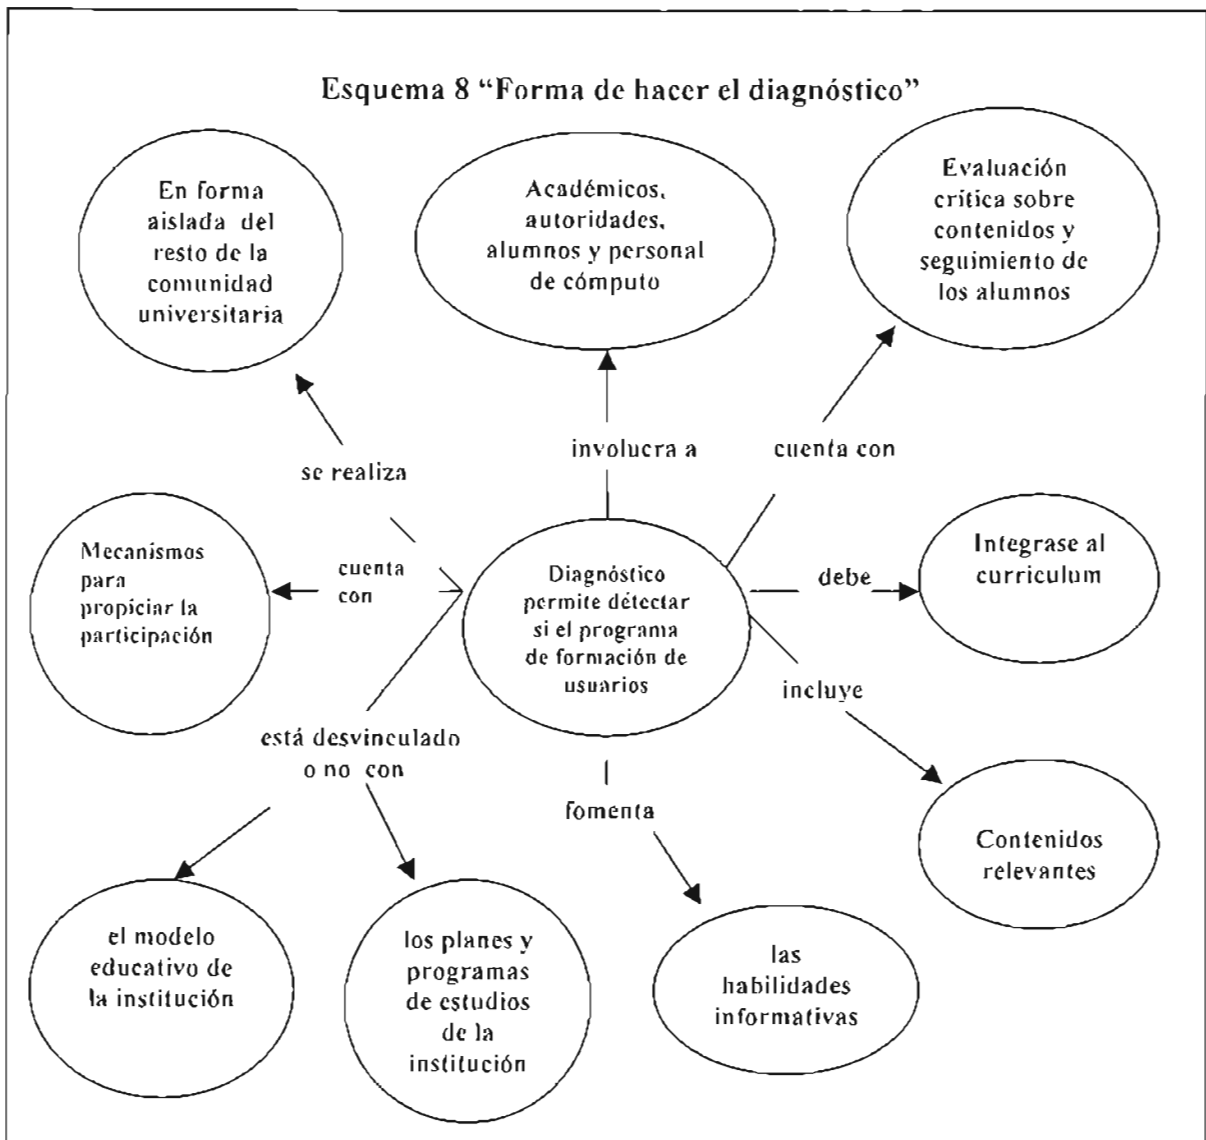 Esquema 8 “Forma de hacer el diagnóstico”
En forma
aislada del
resto de la
comunidad
universitaria
Académicos,
autoridades,
alumnos y personal
de cómputo
Evaluación
crítica sobre
contenidos y
seguimiento de
los alumnos
se realiza
involucra a
cuenta con
Mecanismos
para
propiciar la
participación
cuenta
con
Diagnóstico
permite détectar
si el programa
de formación de
usuarios
debe
Integrase al
curriculum
incluye
está desvinculado
o no con
fomenta
Contenidos
relevantes
el modelo
educativo de
la institución
los planes y
programas
de estudios
de la
institución
las
habilidades
informativas